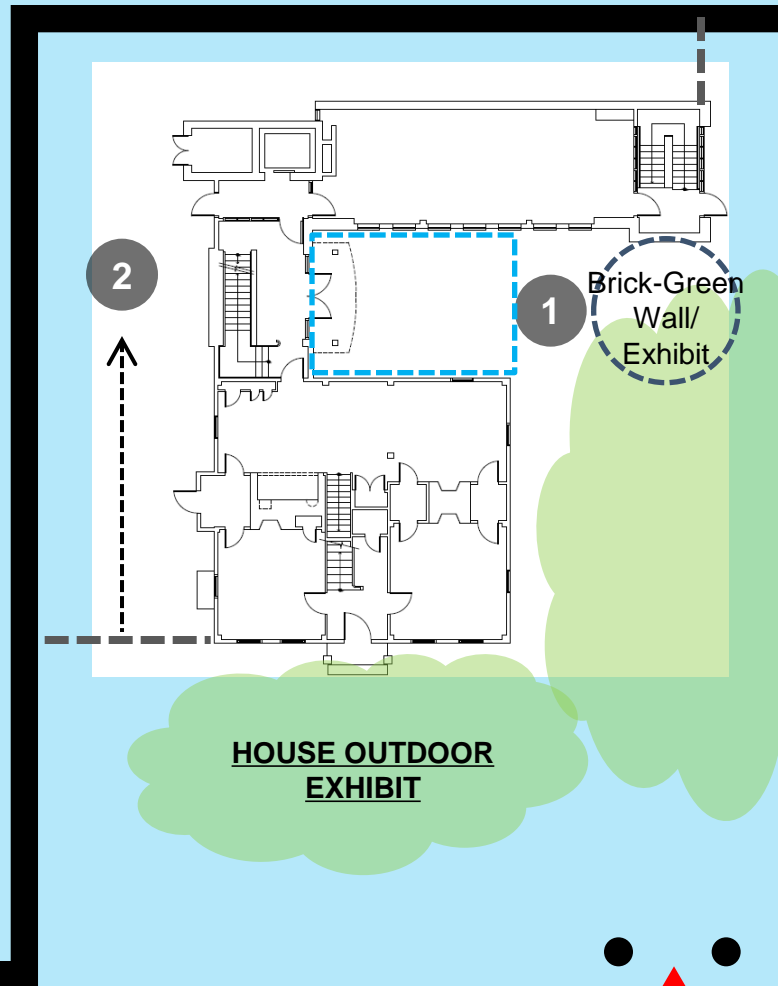 2
1
Brick-Green
Wall/
Exhibit
HOUSE OUTDOOR
EXHIBIT